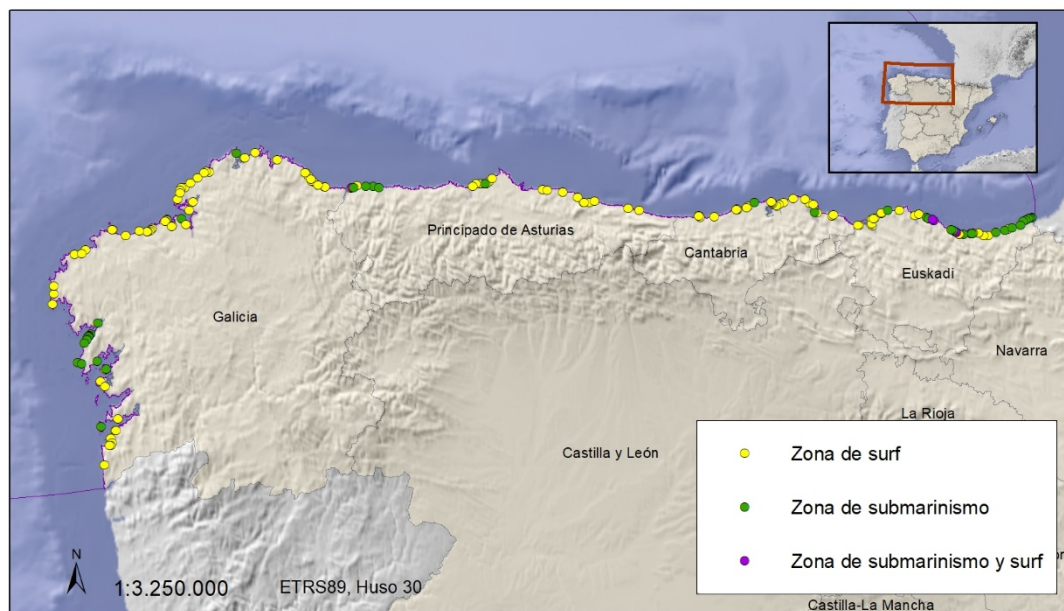 Principado de Asturias
Cantabria
Euskadi
Galicia
Navarra
La Rioja
Castilla y León
Zona de surf
Zona de submarinismo
Zona de submarinismo y surf
N
1:3.250.000
ETRS89, Huso 30
Castilla-La Mancha